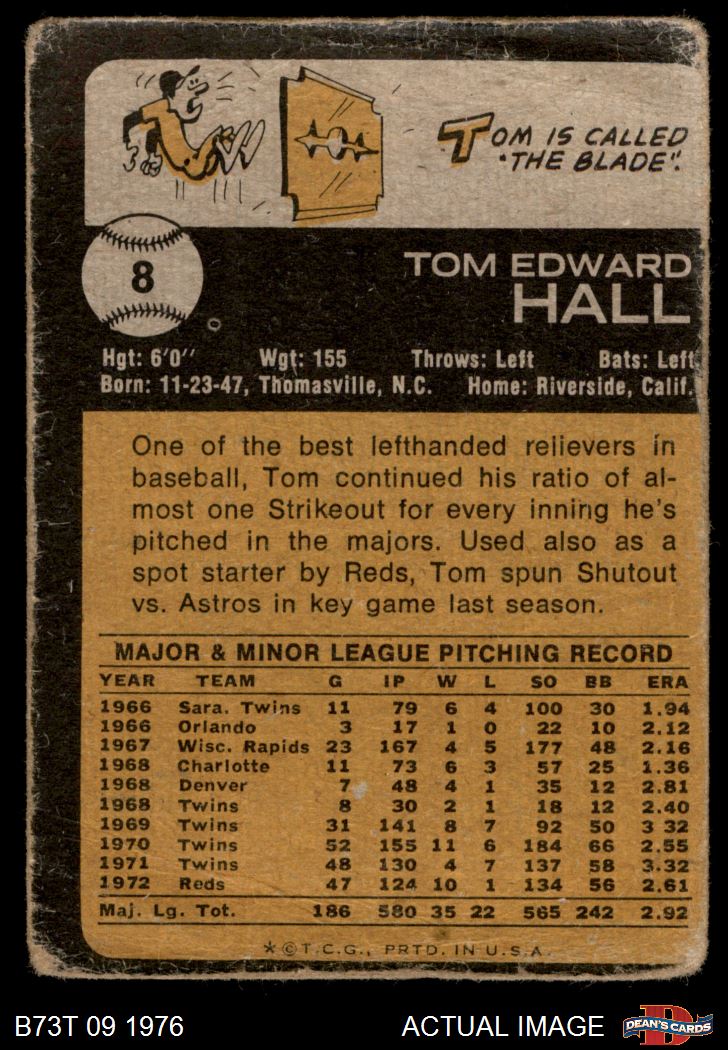 TOM IS CALLED
"THE BLADE".
8
TOM EDWARD
HALL
Hgt: 6'0" Wgt: 155 Throws: Left Bats: Left
Born: 11-23-47, Thomasville, N.C. Home: Riverside, Calif.
One of the best lefthanded relievers in
baseball, Tom continued his ratio of al-
most one Strikeout for every inning he's
pitched in the majors. Used also as a
spot starter by Reds, Tom spun Shutout
vs. Astros in key game last season.
MAJOR & MINOR LEAGUE PITCHING RECORD
YEAR TEAM G IP W L SO BB ERA
1966 Sara. Twins 11 79 6 4 100 30 1.94
1966 Orlando 3 17 1 0 22 10 2.12
1967 Wisc. Rapids 23 167 4 5 177 48 2.16
1968 Charlotte 11 73 6 3 57 25 1.36
1968 Denver 7 48 4 1 35 12 2.81
1968 Twins 8 30 2 1 18 12 2.40
1969 Twins 31 141 8 7 92 50 3 32
1970 Twins 52 155 11 6 184 66 2.55
1971 Twins 48 130 4 7 137 58 3.32
1972 Reds 47 124 10 1 134 56 2.61
Maj. Lg. Tot. 186 580 35 22 565 242 2.92
*©T.C.G., PRTD. IN U.S.A.
B73T 09 1976 ACTUAL IMAGE DEAN'S CARDS